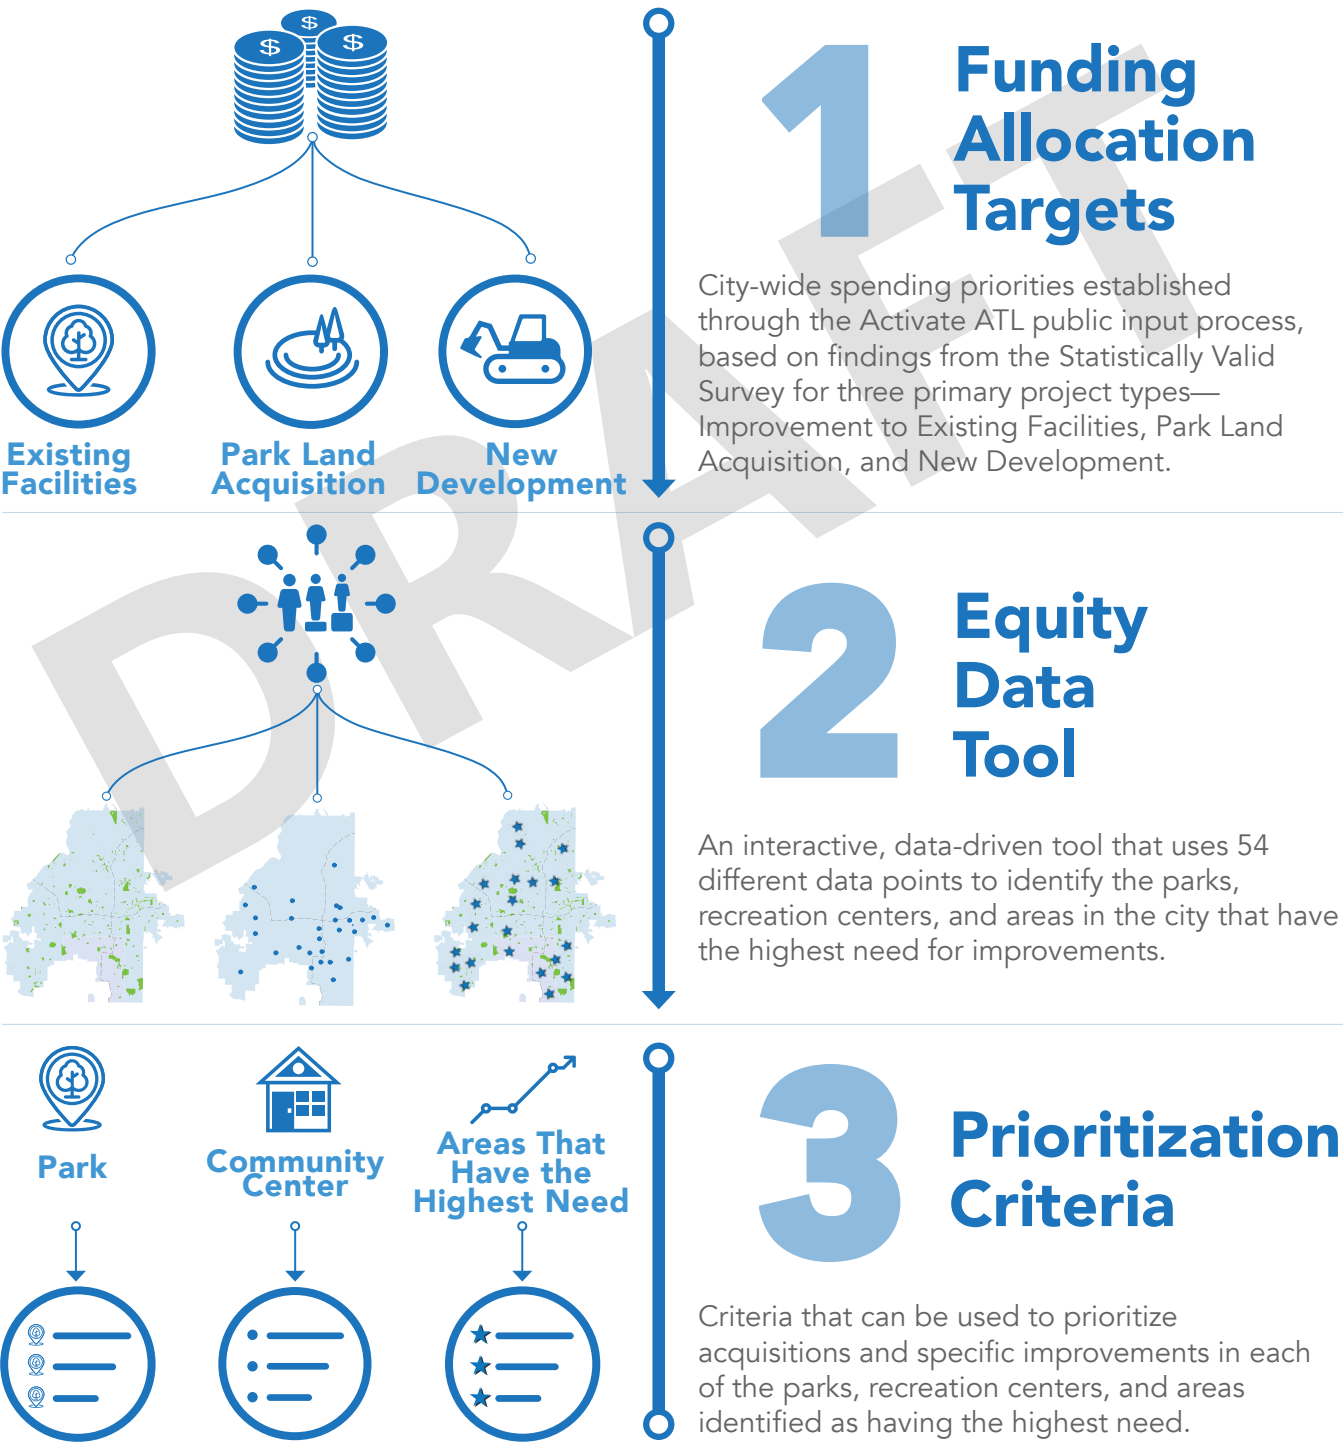 $
$
$
1
Funding
Allocation
Targets
City-wide spending priorities established
through the Activate ATL public input process,
based on findings from the Statistically Valid
Survey for three primary project types—
Improvement to Existing Facilities, Park Land
Acquisition, and New Development.
Existing
Facilities
Park Land
Acquisition
New
Development
DRAFT
2
Equity
Data
Tool
An interactive, data-driven tool that uses 54
different data points to identify the parks,
recreation centers, and areas in the city that have
the highest need for improvements.
Park
Community
Center
Areas That
Have the
Highest Need
3
Prioritization
Criteria
Criteria that can be used to prioritize
acquisitions and specific improvements in each
of the parks, recreation centers, and areas
identified as having the highest need.